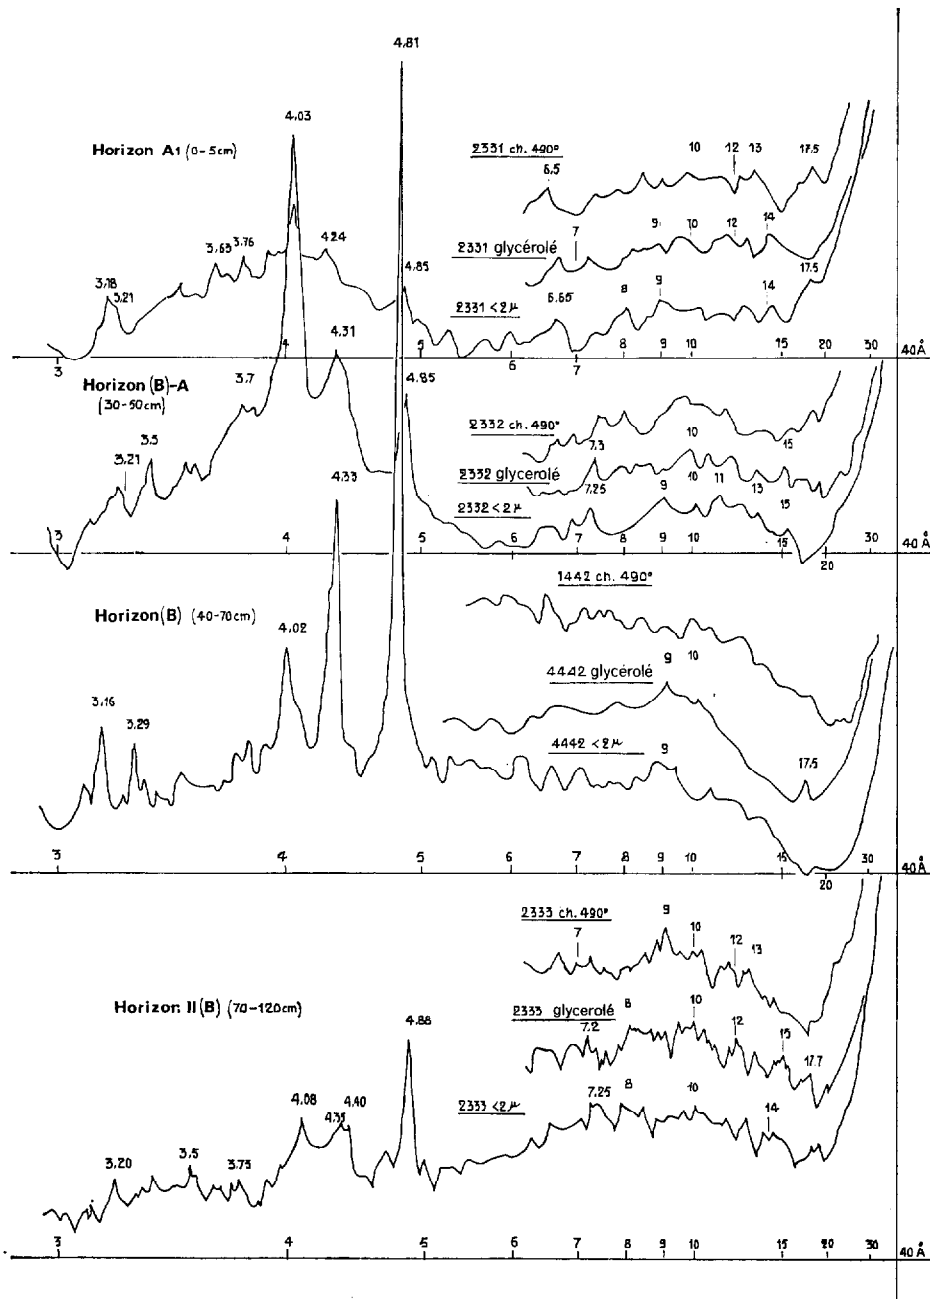 4,81
4,03
Horizon A1 (0-5cm)
2331 ch. 490°
6,5
10 12 13 17.5
3,63 3,76 4,24
9 10 12 14
2331 glycérolé 7
4,85
3,18
3,21
17.5
2331 <2µ 6,65 8 9 14
4,31
3 4 5 6 7 8 9 10 15 20 30 40Å
Horizon (B)-A
(30-50cm)
3,7
4,85
2332 ch. 490°
10 15
3,5
3,21
7,3
2332 glycérolé
4,33
7,25 9 10 11 13
2332 <2µ 15
3 4 5 6 7 8 9 10 15 20 30 40Å
1442 ch. 490°
Horizon (B) (40-70cm)
4,02
10
9
4442 glycérolé
3,16
3,29
4442 <2µ 9
17.5
3 4 5 6 7 8 9 10 15 20 30 40Å
2333 ch. 490° 9
7 10 12 13
Horizon II(B) (70-120cm)
2333 glycerolé 8 10
4,88
7.2 12 15
17.7
4,08 4,35 4,40
2333 <2µ 7.25 8 10 14
3,20 3,5 3,75
3 4 5 6 7 8 9 10 15 20 30 40Å